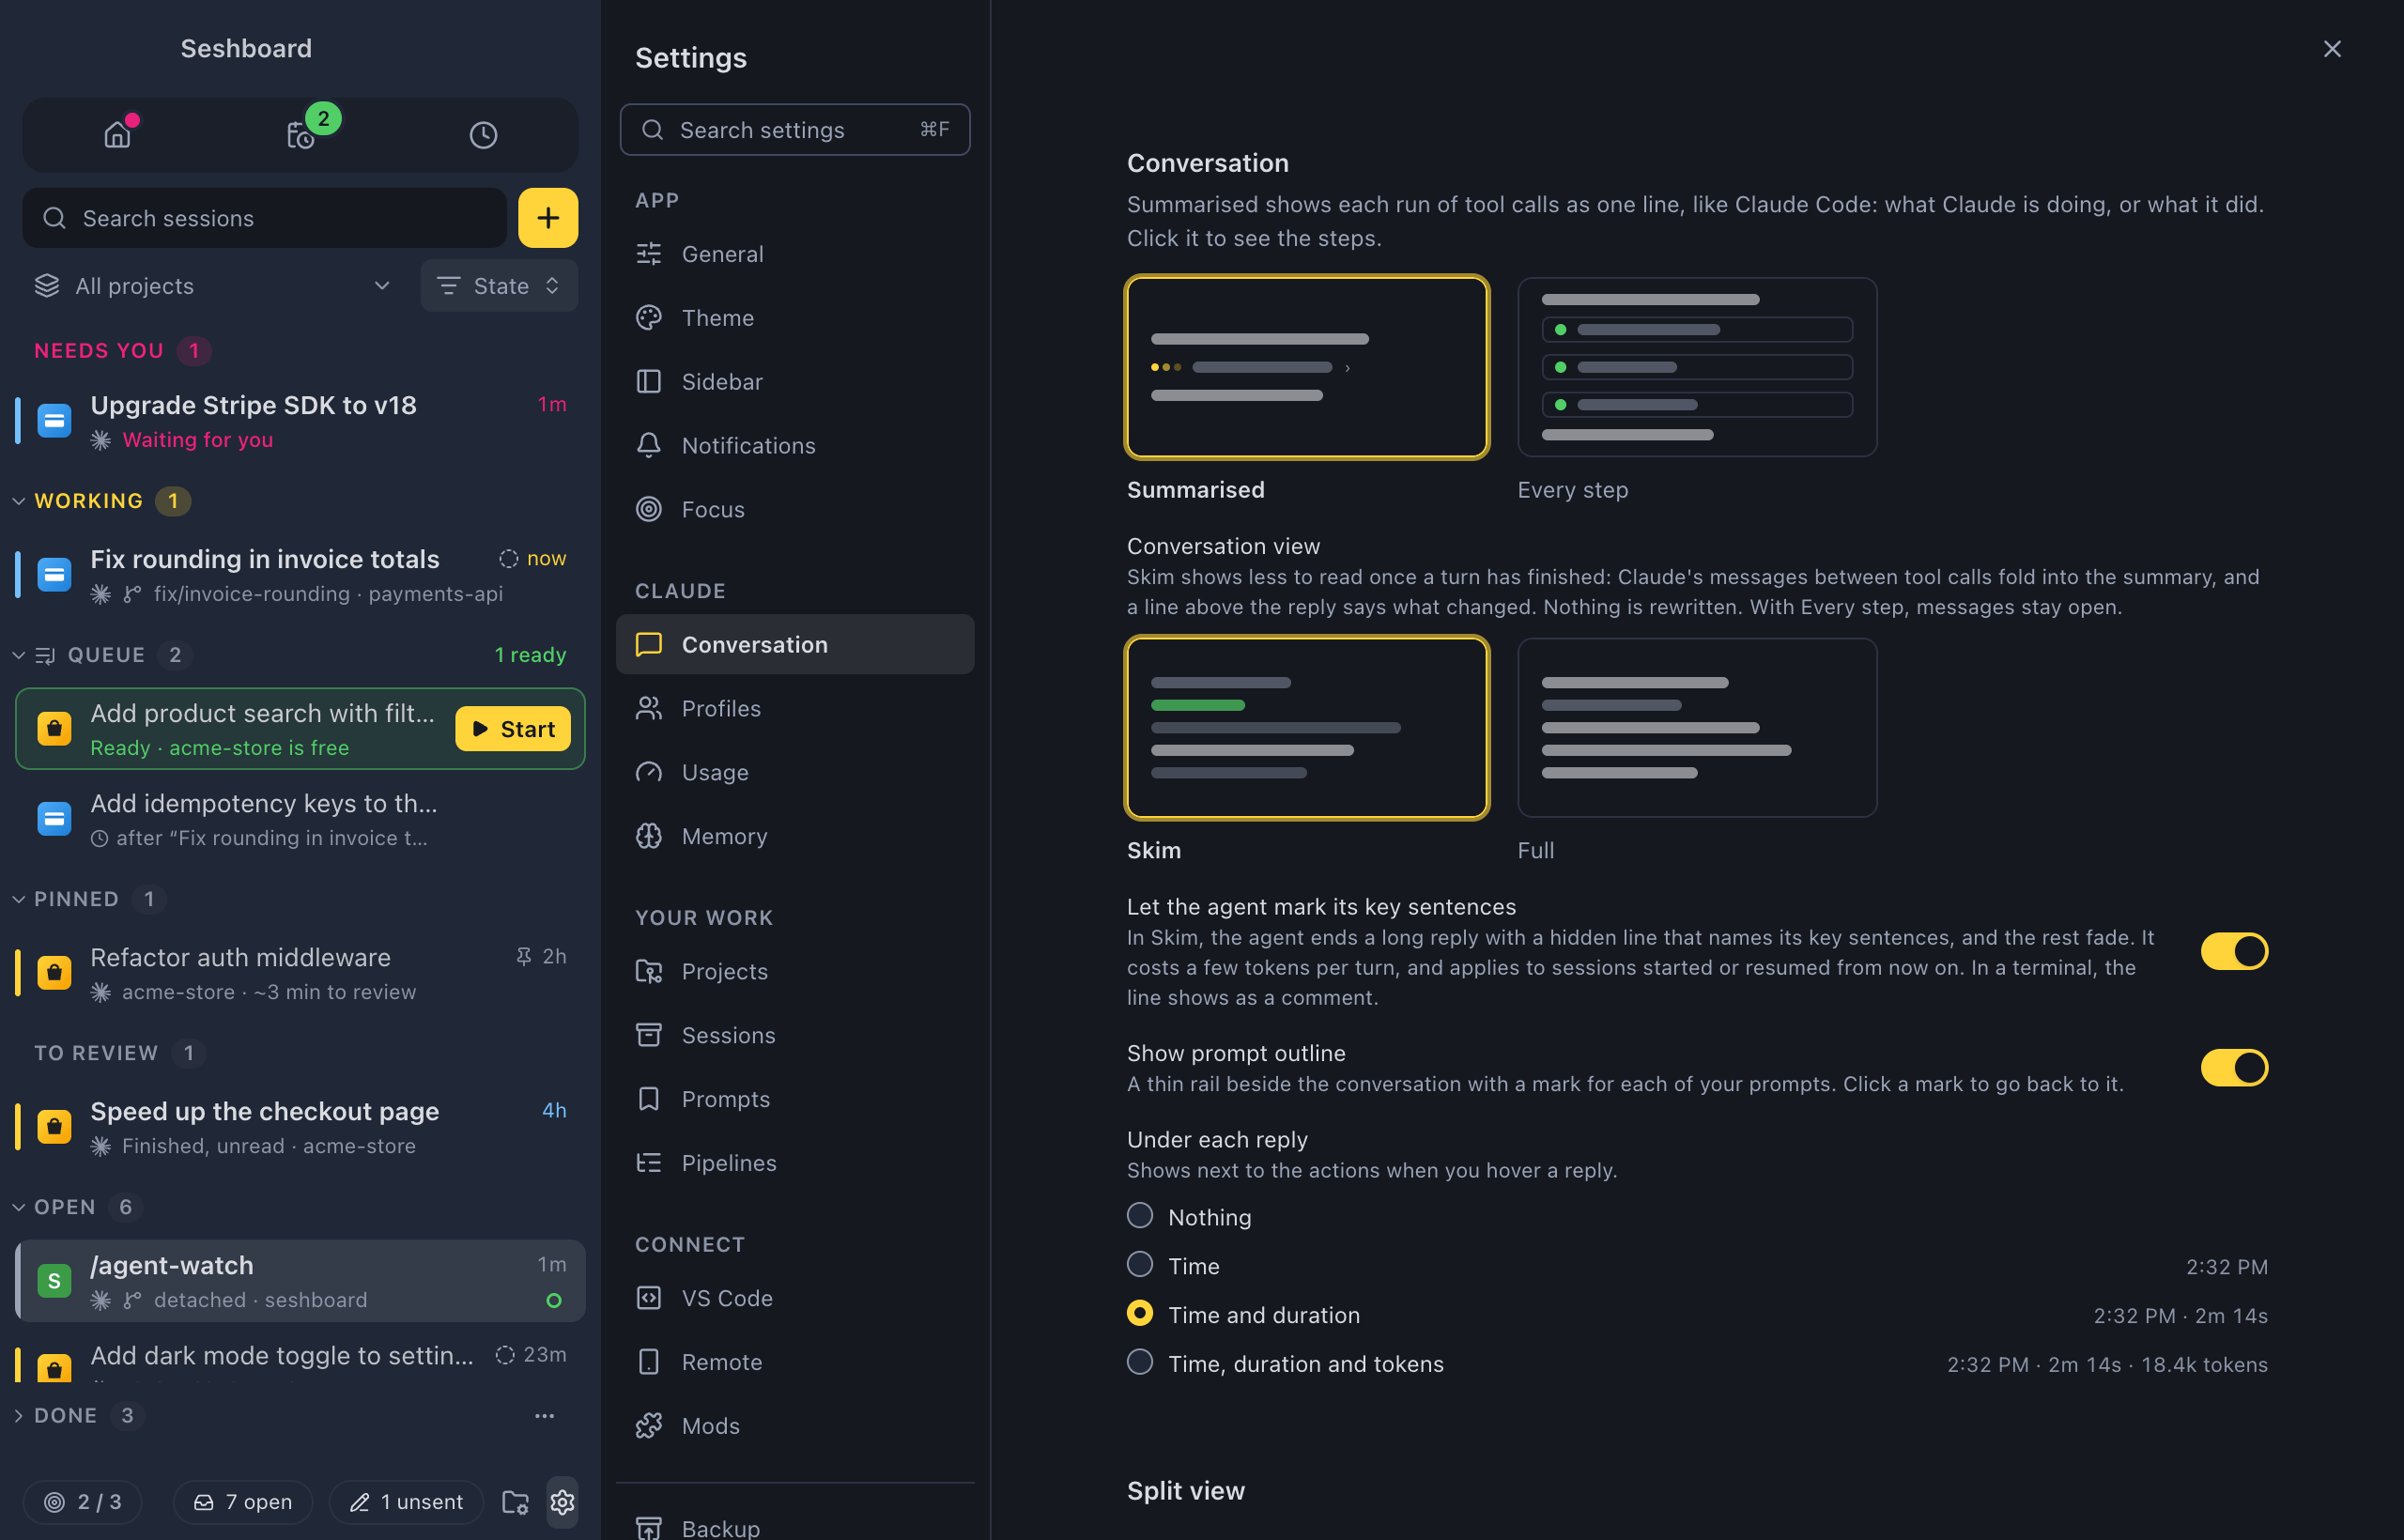 Seshboard
2
Search sessions
All projects
State
NEEDS YOU 1
Upgrade Stripe SDK to v18 1m
Waiting for you
WORKING 1
Fix rounding in invoice totals now
fix/invoice-rounding · payments-api
QUEUE 2 1 ready
Add product search with filt...
Ready · acme-store is free
Start
Add idempotency keys to th...
after “Fix rounding in invoice t...
PINNED 1
Refactor auth middleware 2h
acme-store · ~3 min to review
TO REVIEW 1
Speed up the checkout page 4h
Finished, unread · acme-store
OPEN 6
S
/agent-watch 1m
detached · seshboard
Add dark mode toggle to settin... 23m
DONE 3
2 / 3
7 open
1 unsent
Settings
Search settings ⌘F
APP
General
Theme
Sidebar
Notifications
Focus
CLAUDE
Conversation
Profiles
Usage
Memory
YOUR WORK
Projects
Sessions
Prompts
Pipelines
CONNECT
VS Code
Remote
Mods
Backup
Conversation
Summarised shows each run of tool calls as one line, like Claude Code: what Claude is doing, or what it did.
Click it to see the steps.
Summarised
Every step
Conversation view
Skim shows less to read once a turn has finished: Claude's messages between tool calls fold into the summary, and
a line above the reply says what changed. Nothing is rewritten. With Every step, messages stay open.
Skim
Full
Let the agent mark its key sentences
In Skim, the agent ends a long reply with a hidden line that names its key sentences, and the rest fade. It
costs a few tokens per turn, and applies to sessions started or resumed from now on. In a terminal, the
line shows as a comment.
Show prompt outline
A thin rail beside the conversation with a mark for each of your prompts. Click a mark to go back to it.
Under each reply
Shows next to the actions when you hover a reply.
Nothing
Time 2:32 PM
Time and duration 2:32 PM · 2m 14s
Time, duration and tokens 2:32 PM · 2m 14s · 18.4k tokens
Split view